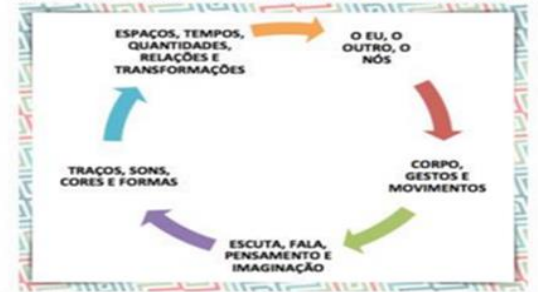 ESPAÇOS, TEMPOS,
QUANTIDADES,
RELAÇÕES E
TRANSFORMAÇÕES
O EU, O
OUTRO, O
NÓS
CORPO,
GESTOS E
MOVIMENTOS
ESCUTA, FALA,
PENSAMENTO E
IMAGINAÇÃO
TRAÇOS, SONS,
CORES E FORMAS